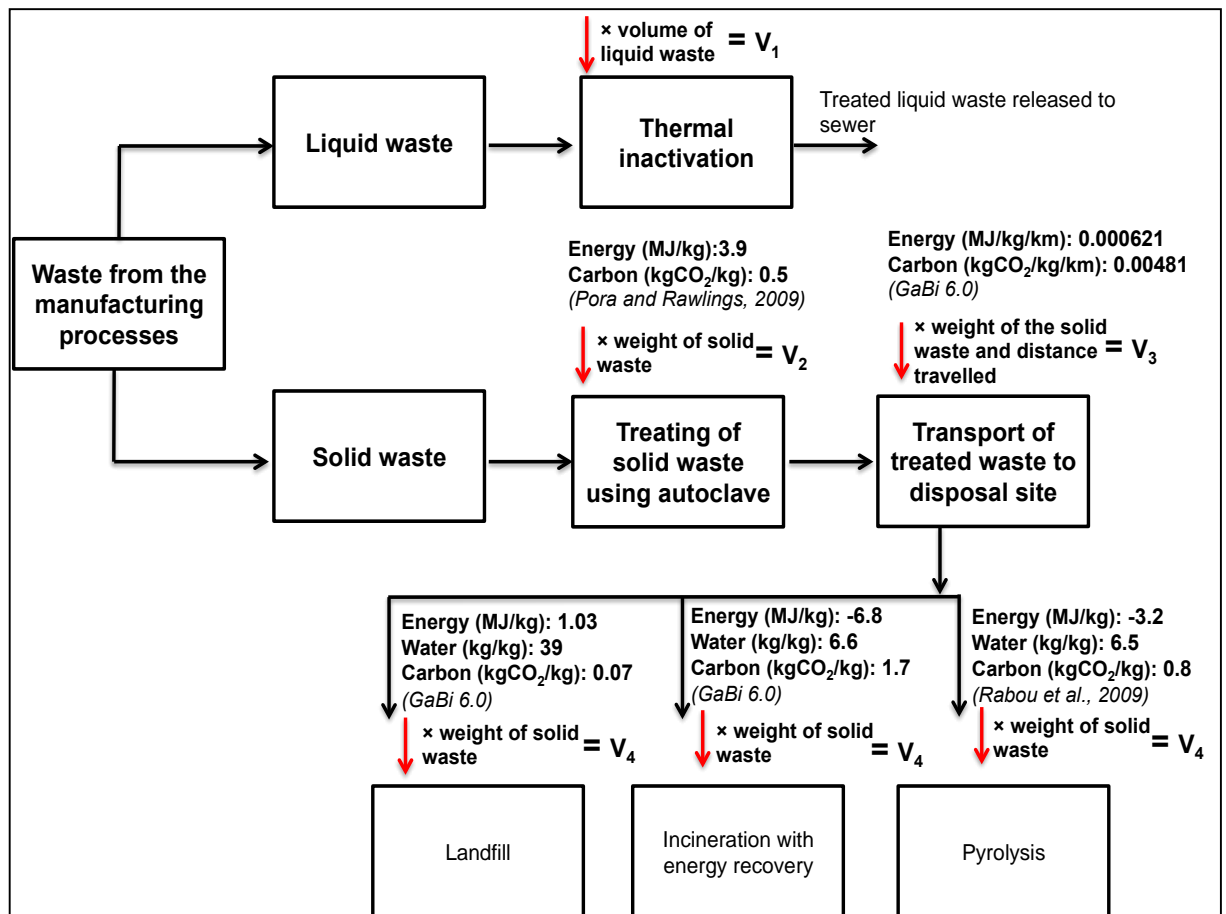 × volume of
liquid waste = V1
Liquid waste
Thermal
inactivation
Treated liquid waste released to
sewer
Waste from the
manufacturing
processes
Energy (MJ/kg):3.9
Carbon (kgCO2/kg): 0.5
(Pora and Rawlings, 2009)
× weight of solid
waste = V2
Energy (MJ/kg/km): 0.000621
Carbon (kgCO2/kg/km): 0.00481
(GaBi 6.0)
× weight of the solid
waste and distance = V3
travelled
Solid waste
Treating of
solid waste
using autoclave
Transport of
treated waste to
disposal site
Energy (MJ/kg): 1.03
Water (kg/kg): 39
Carbon (kgCO2/kg): 0.07
(GaBi 6.0)
× weight of solid
waste = V4
Energy (MJ/kg): -6.8
Water (kg/kg): 6.6
Carbon (kgCO2/kg): 1.7
(GaBi 6.0)
× weight of solid
waste = V4
Energy (MJ/kg): -3.2
Water (kg/kg): 6.5
Carbon (kgCO2/kg): 0.8
(Rabou et al., 2009)
× weight of solid
waste = V4
Landfill
Incineration with
energy recovery
Pyrolysis